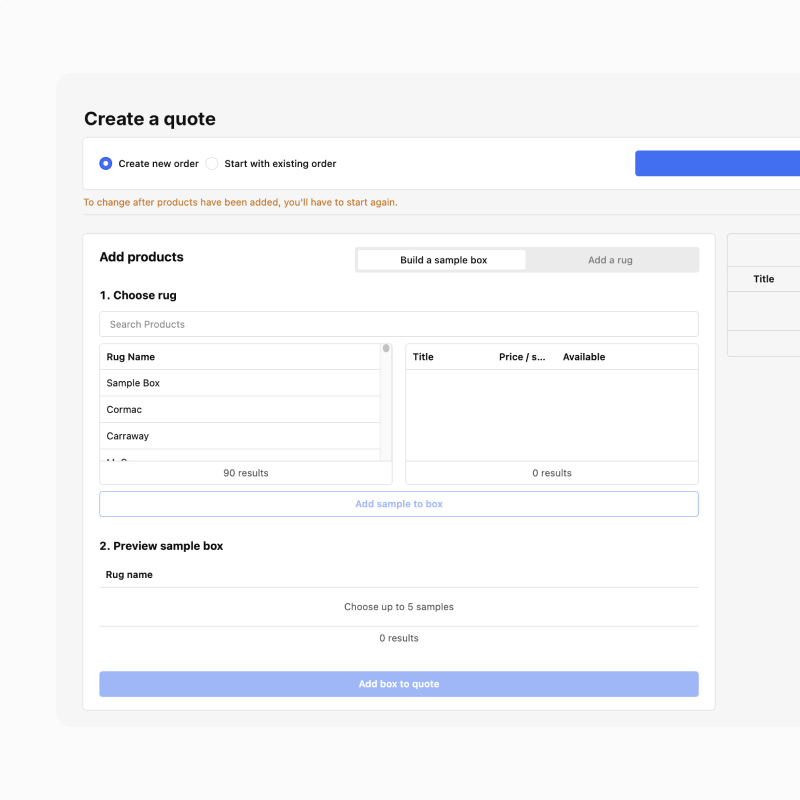 Create a quote
Create new order Start with existing order
To change after products have been added, you'll have to start again.
Add products
Build a sample box Add a rug
Title
1. Choose rug
Search Products
Rug Name
Sample Box
Cormac
Carraway
90 results
Title Price / s... Available
0 results
Add sample to box
2. Preview sample box
Rug name
Choose up to 5 samples
0 results
Add box to quote